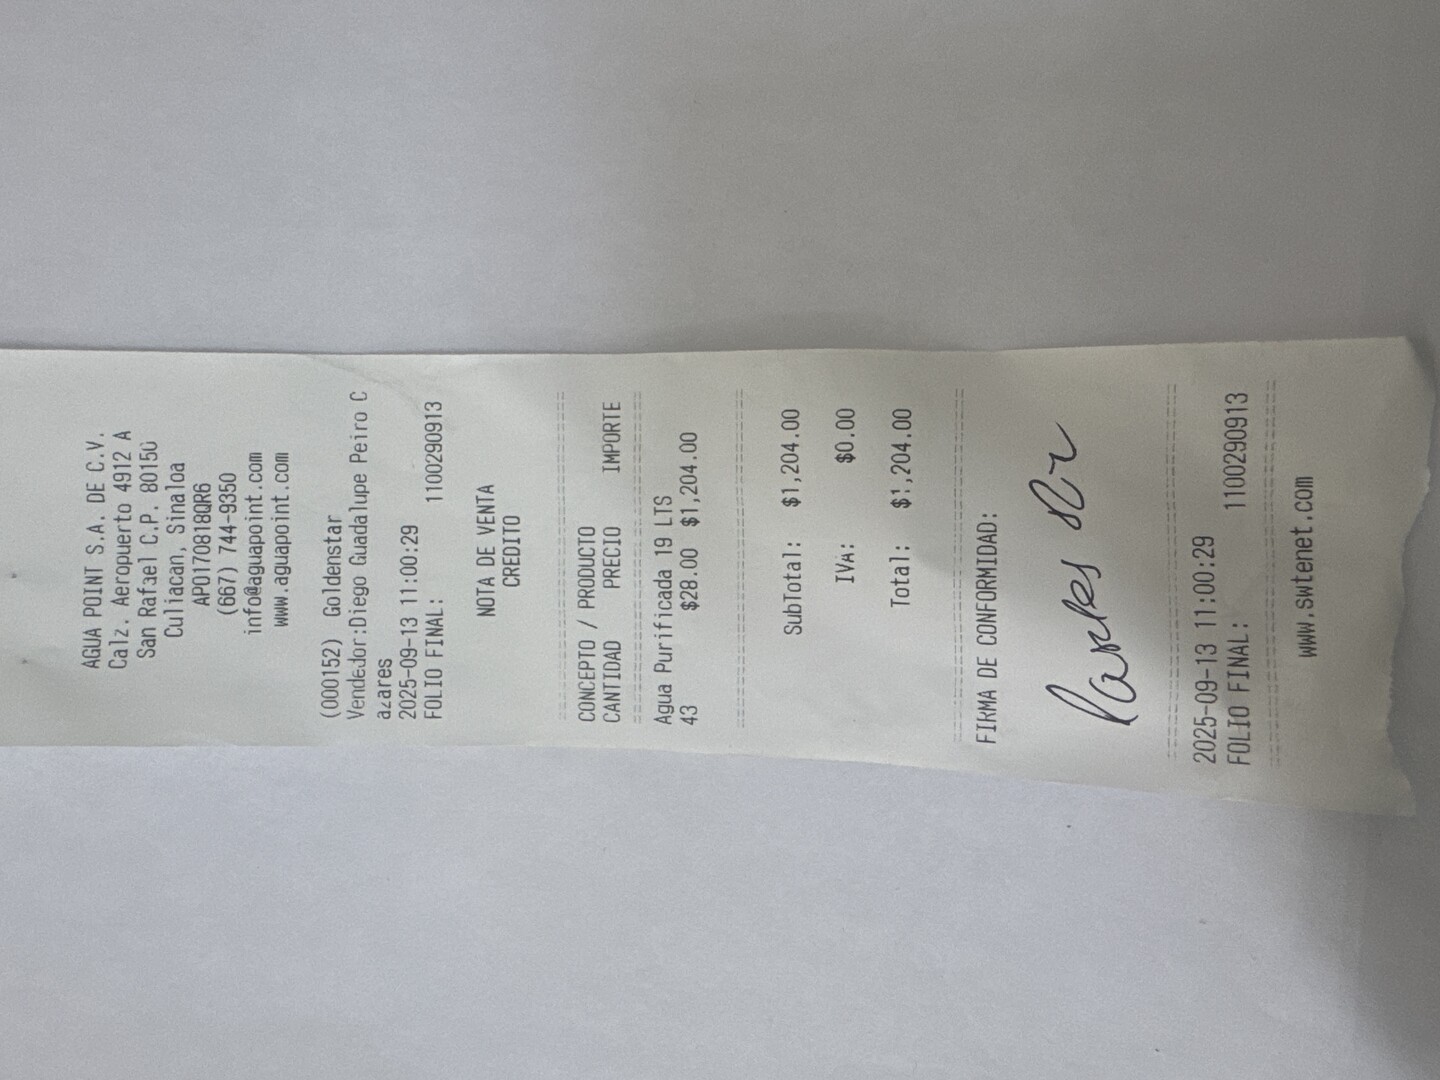 AGUA POINT S.A. DE C.V.
Calz. Aeropuerto 4912 A
San Rafael C.P. 80150
Culiacan, Sinaloa
APO170818QR6
(667) 744-9350
info@aguapoint.com
www.aguapoint.com
(000152) Goldenstar
Vendedor:Diego Guadalupe Peiro C
azares
2025-09-13 11:00:29
FOLIO FINAL: 1100290913
NOTA DE VENTA
CREDITO
CONCEPTO / PRODUCTO
CANTIDAD PRECIO IMPORTE
Agua Purificada 19 LTS
43 $28.00 $1,204.00
SubTotal: $1,204.00
IVA: $0.00
Total: $1,204.00
FIRMA DE CONFORMIDAD:
2025-09-13 11:00:29
FOLIO FINAL: 1100290913
www.swtenet.com